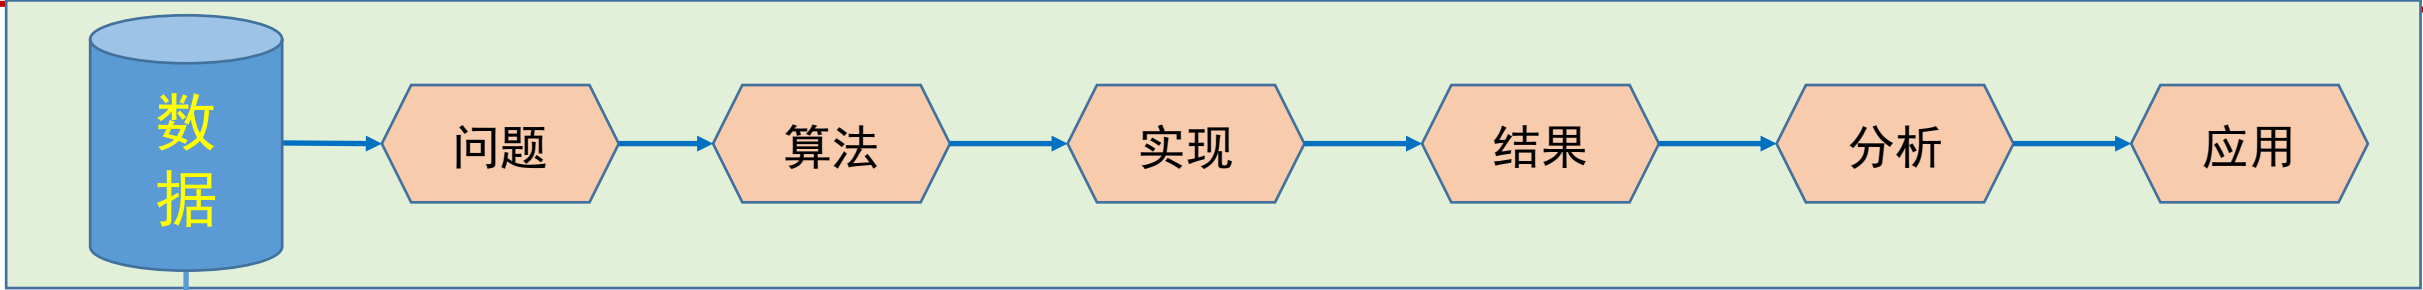 数
据
问题
算法
实现
结果
分析
应用